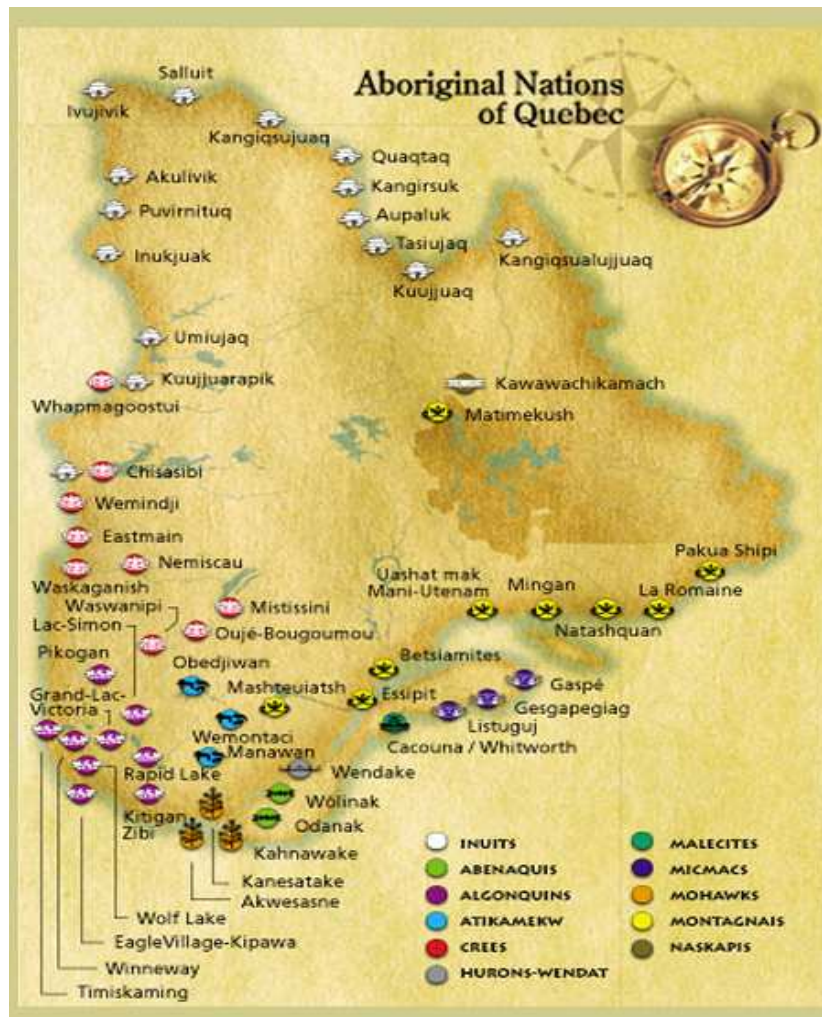 Aboriginal Nations
of Quebec
Salluit
Ivujivik
Kangiqsujuaq
Quaqtaq
Akulivik
Kangirsuk
Puvirnituq
Aupaluk
Tasiujaq
Inukjuak
Kangiqsualujjuaq
Kuujjuaq
Umiujaq
Kuujjuarapik
Kawawachikamach
Whapmagoostui
Matimekush
Chisasibi
Wemindji
Eastmain
Pakua Shipi
Nemiscau
Uashat mak
Mani-Utenam
Mingan
La Romaine
Waskaganish
Waswanipi
Mistissini
Natashquan
Lac-Simon
Oujé-Bougoumou
Pikogan
Betsiamites
Obedjiwan
Gaspé
Grand-Lac-
Victoria
Mashteuiatsh
Essipit
Gesgapegiag
Listuguj
Wemontaci
Cacouna / Whitworth
Manawan
Rapid Lake
Wendake
Wôlinak
Kitigan
Zibi
Odanak
Kahnawake
Kanesatake
Akwesasne
Wolf Lake
EagleVillage-Kipawa
Winneway
Timiskaming
INUITS
ABENAQUIS
ALGONQUINS
ATIKAMEKW
CREES
HURONS-WENDAT
MALECITES
MICMACS
MOHAWKS
MONTAGNAIS
NASKAPIS